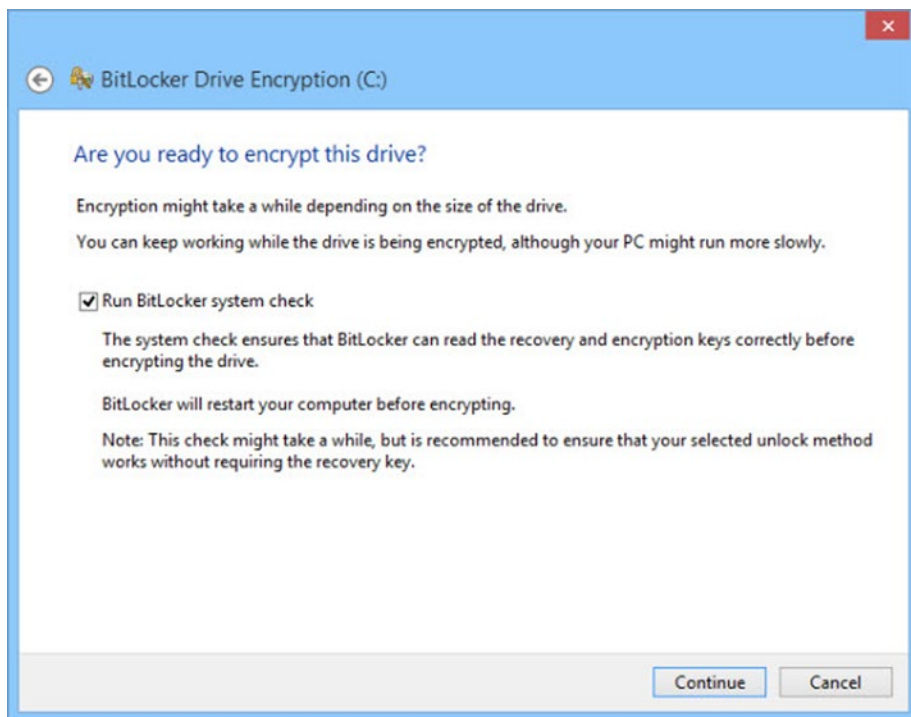 BitLocker Drive Encryption (C:)
Are you ready to encrypt this drive?
Encryption might take a while depending on the size of the drive.
You can keep working while the drive is being encrypted, although your PC might run more slowly.
Run BitLocker system check
The system check ensures that BitLocker can read the recovery and encryption keys correctly before
encrypting the drive.
BitLocker will restart your computer before encrypting.
Note: This check might take a while, but is recommended to ensure that your selected unlock method
works without requiring the recovery key.
Continue
Cancel